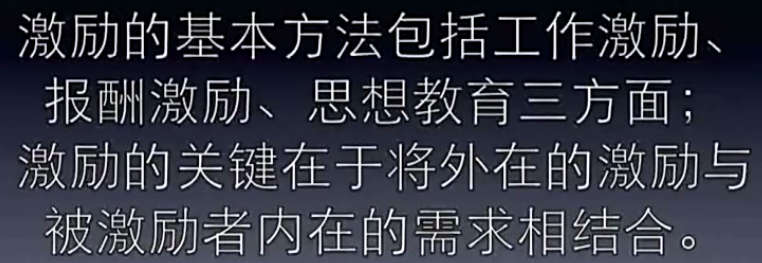 激励的基本方法包括工作激励、
报酬激励、思想教育三方面；
激励的关键在于将外在的激励与
被激励者内在的需求相结合。